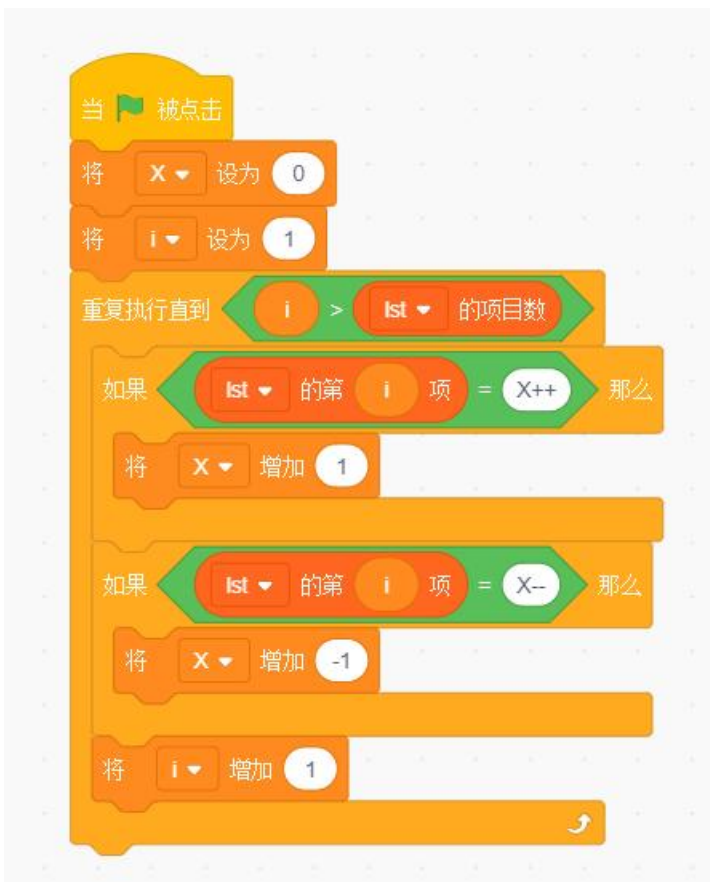 当 被点击
将 X 设为 0
将 i 设为 1
重复执行直到 i > lst 的项目数
如果 lst 的第 i 项 = X++ 那么
将 X 增加 1
如果 lst 的第 i 项 = X-- 那么
将 X 增加 -1
将 i 增加 1